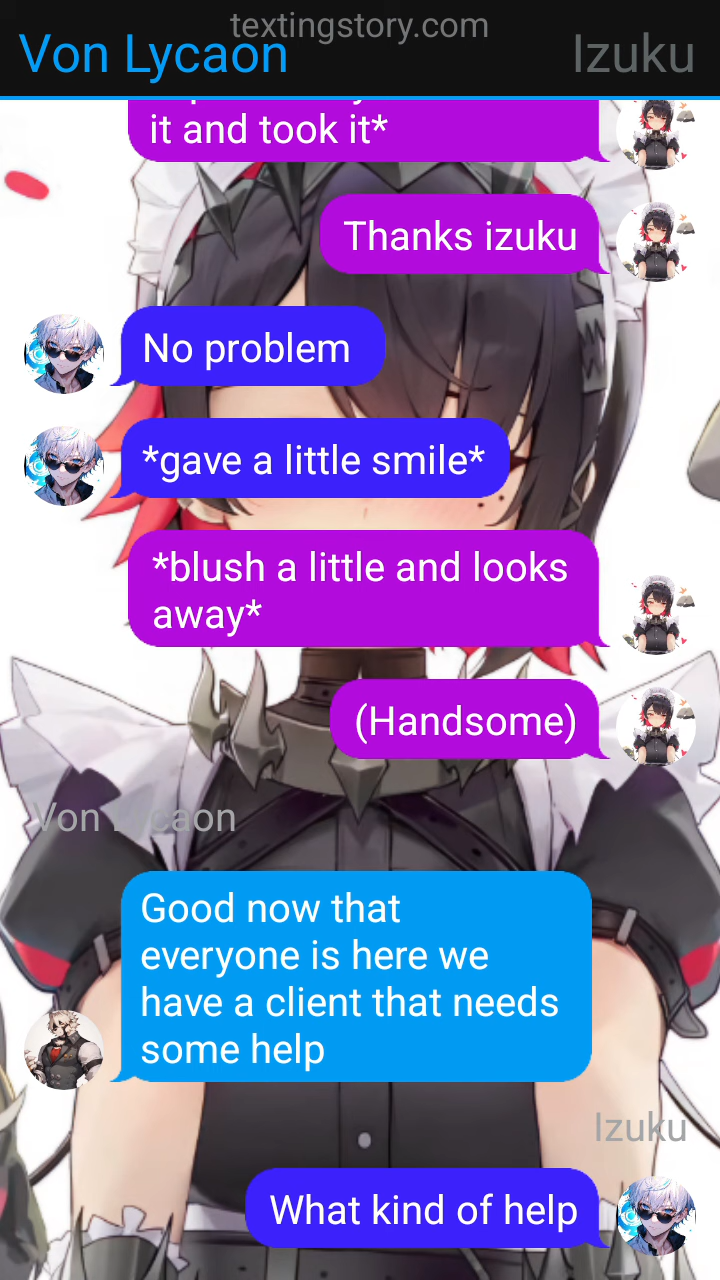 textingstory.com
Von Lycaon
Izuku
it and took it*
Thanks izuku
No problem
*gave a little smile*
*blush a little and looks
away*
(Handsome)
Von Lycaon
Good now that
everyone is here we
have a client that needs
some help
Izuku
What kind of help